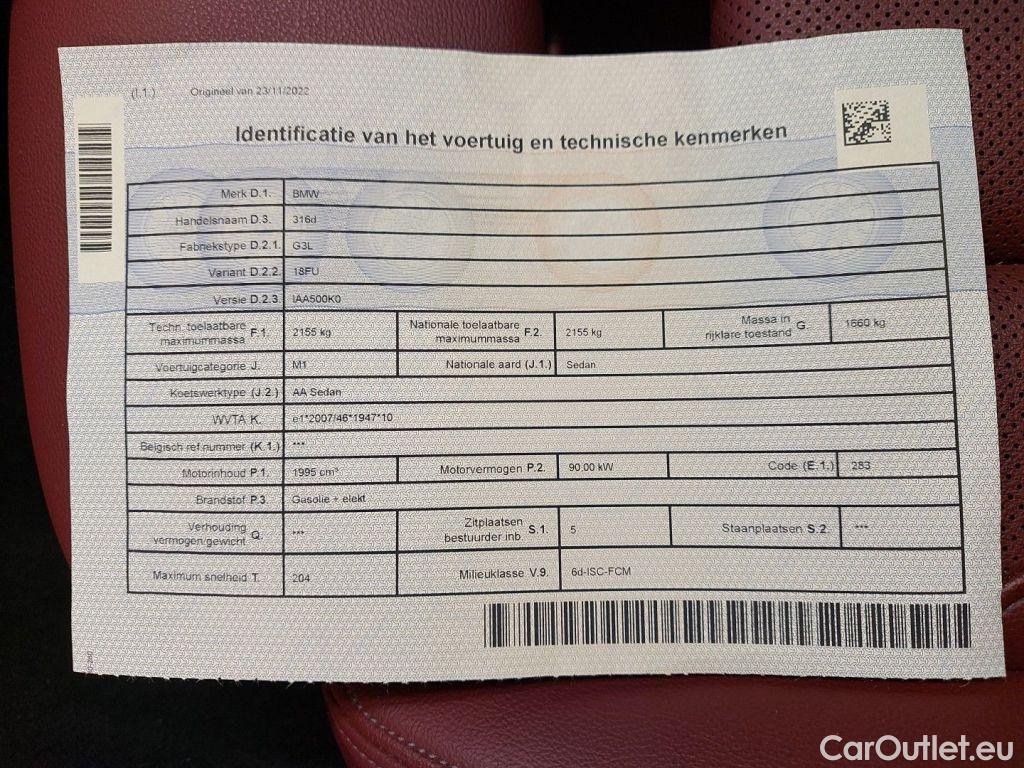 (I.1.) Origineel van 23/11/2022
Identificatie van het voertuig en technische kenmerken
Merk D.1. BMW
Handelsnaam D.3. 316d
Fabriekstype D.2.1. G3L
Variant D.2.2. 18FU
Versie D.2.3. IAA500K0
Techn. toelaatbare maximummassa F.1. 2155 kg Nationale toelaatbare maximummassa F.2. 2155 kg Massa in rijklare toestand G. 1660 kg
Voertuigcategorie J. M1 Nationale aard (J.1.) Sedan
Koetswerktype (J.2.) AA Sedan
WVTA K. e1*2007/46*1947*10
Belgisch ref.nummer (K.1.) ***
Motorinhoud P.1. 1995 cm³ Motorvermogen P.2. 90.00 kW Code (E.1.) 283
Brandstof P.3. Gasolie + elekt
Verhouding vermogen/gewicht Q. *** Zitplaatsen bestuurder inb S.1. 5 Staanplaatsen S.2. ***
Maximum snelheid T. 204 Milieuklasse V.9. 6d-ISC-FCM
CarOutlet.eu